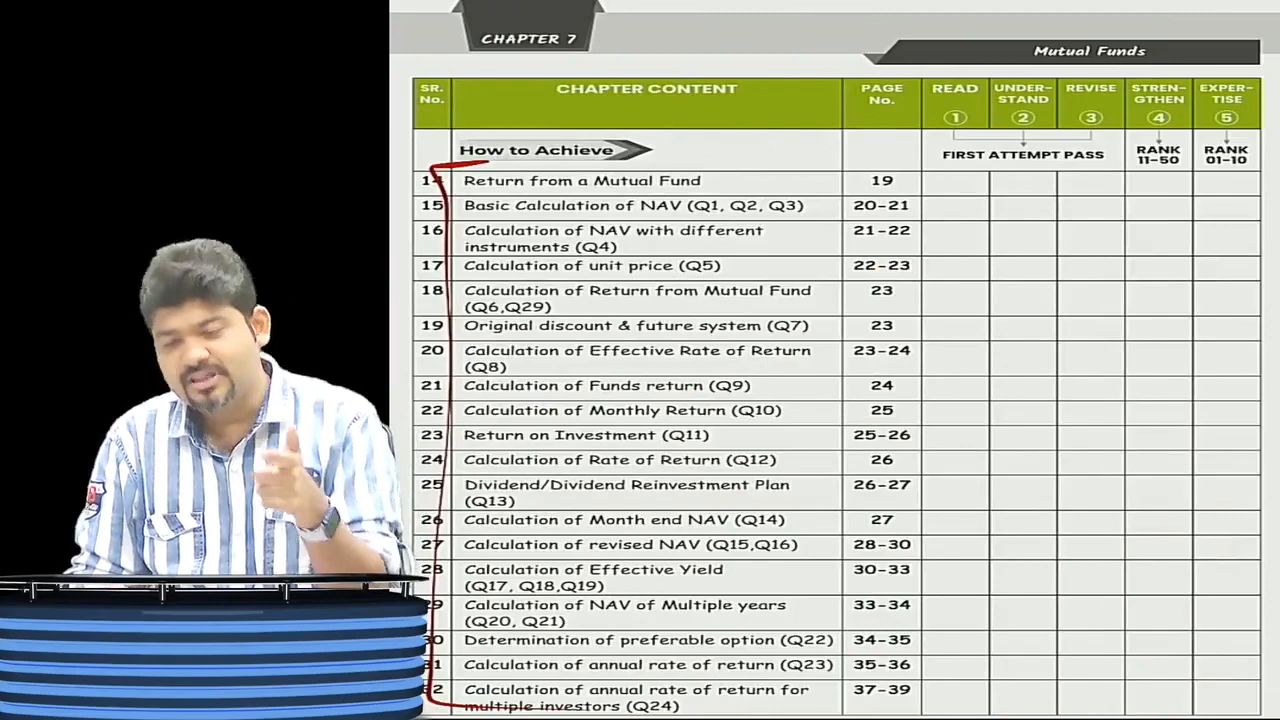 CHAPTER 7
Mutual Funds
SR. No. CHAPTER CONTENT PAGE No. READ 1 UNDER-STAND 2 REVISE 3 STREN-GTHEN 4 EXPER-TISE 5
How to Achieve FIRST ATTEMPT PASS RANK 11-50 RANK 01-10
14 Return from a Mutual Fund 19
15 Basic Calculation of NAV (Q1, Q2, Q3) 20-21
16 Calculation of NAV with different 21-22
instruments (Q4)
17 Calculation of unit price (Q5) 22-23
18 Calculation of Return from Mutual Fund 23
(Q6,Q29)
19 Original discount & future system (Q7) 23
20 Calculation of Effective Rate of Return 23-24
(Q8)
21 Calculation of Funds return (Q9) 24
22 Calculation of Monthly Return (Q10) 25
23 Return on Investment (Q11) 25-26
24 Calculation of Rate of Return (Q12) 26
25 Dividend/Dividend Reinvestment Plan 26-27
(Q13)
26 Calculation of Month end NAV (Q14) 27
27 Calculation of revised NAV (Q15,Q16) 28-30
28 Calculation of Effective Yield 30-33
(Q17, Q18,Q19)
29 Calculation of NAV of Multiple years 33-34
(Q20, Q21)
30 Determination of preferable option (Q22) 34-35
31 Calculation of annual rate of return (Q23) 35-36
32 Calculation of annual rate of return for 37-39
multiple investors (Q24)